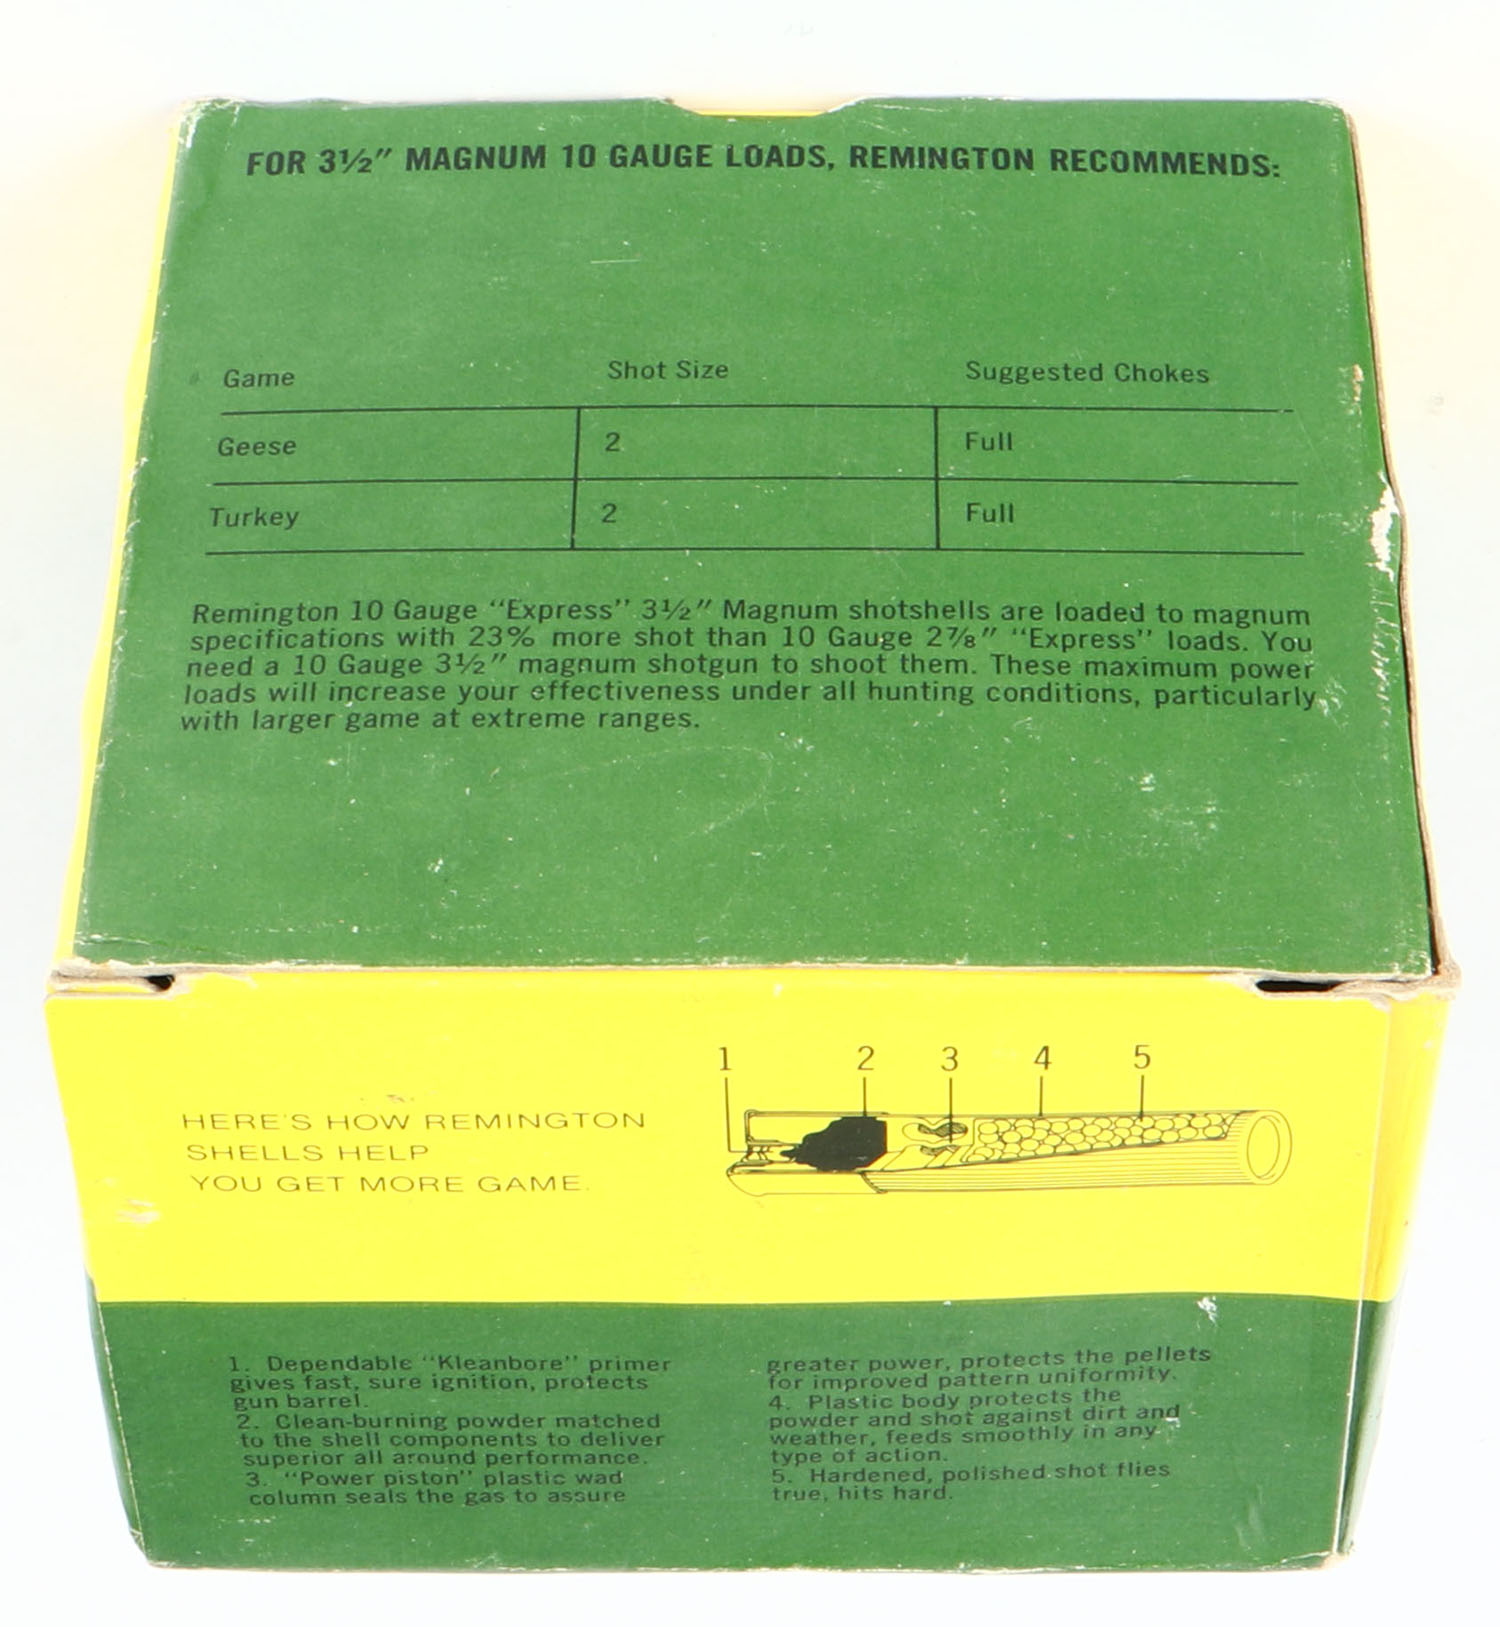 FOR 3½" MAGNUM 10 GAUGE LOADS, REMINGTON RECOMMENDS:
Game Shot Size Suggested Chokes
Geese 2 Full
Turkey 2 Full
Remington 10 Gauge "Express" 3½" Magnum shotshells are loaded to magnum
specifications with 23% more shot than 10 Gauge 2⅞" "Express" loads. You
need a 10 Gauge 3½" magnum shotgun to shoot them. These maximum power
loads will increase your effectiveness under all hunting conditions, particularly
with larger game at extreme ranges.
1 2 3 4 5
HERE'S HOW REMINGTON
SHELLS HELP
YOU GET MORE GAME.
1. Dependable "Kleanbore" primer
gives fast, sure ignition, protects
gun barrel.
2. Clean-burning powder matched
to the shell components to deliver
superior all around performance.
3. "Power piston" plastic wad
column seals the gas to assure
greater power, protects the pellets
for improved pattern uniformity.
4. Plastic body protects the
powder and shot against dirt and
weather, feeds smoothly in any
type of action.
5. Hardened, polished shot flies
true, hits hard.